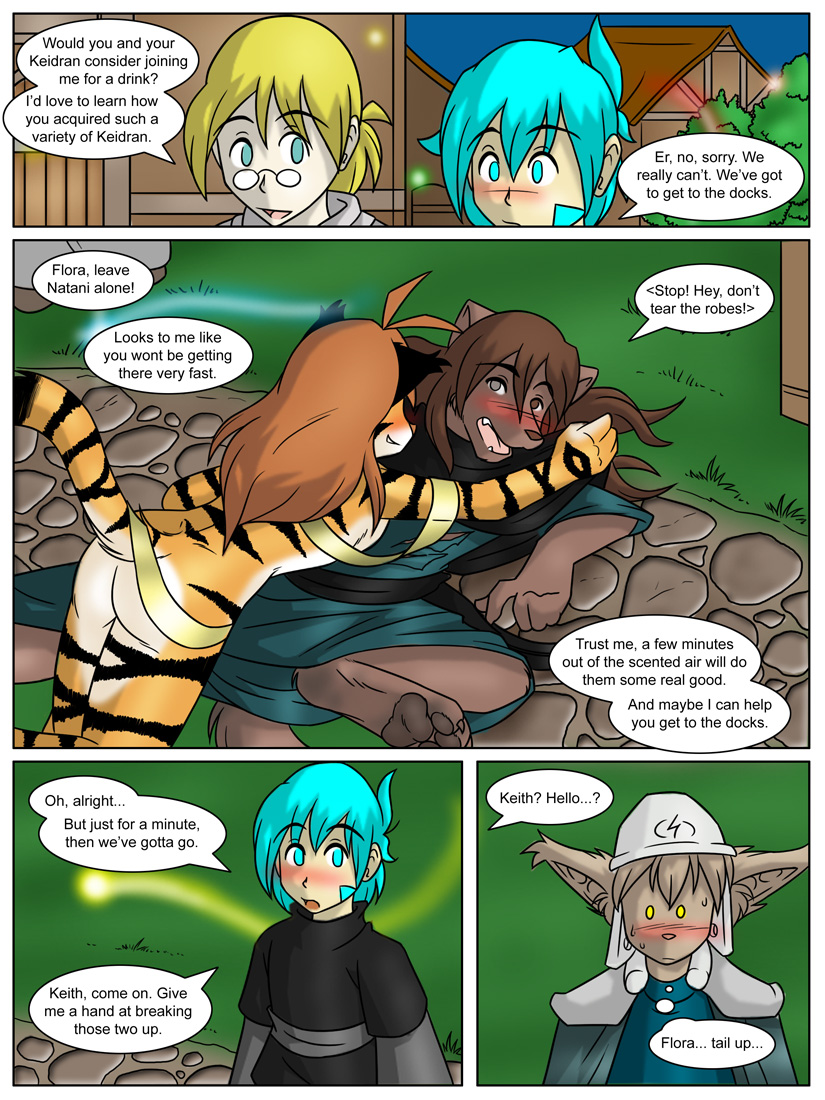 Would you and your
Keidran consider joining
me for a drink?
I'd love to learn how
you acquired such a
variety of Keidran.
Er, no, sorry. We
really can't. We've got
to get to the docks.
Flora, leave
Natani alone!
Looks to me like
you wont be getting
there very fast.
<Stop! Hey, don't
tear the robes!>
Trust me, a few minutes
out of the scented air will do
them some real good.
And maybe I can help
you get to the docks.
Oh, alright...
But just for a minute,
then we've gotta go.
Keith, come on. Give
me a hand at breaking
those two up.
Keith? Hello...?
Flora... tail up...